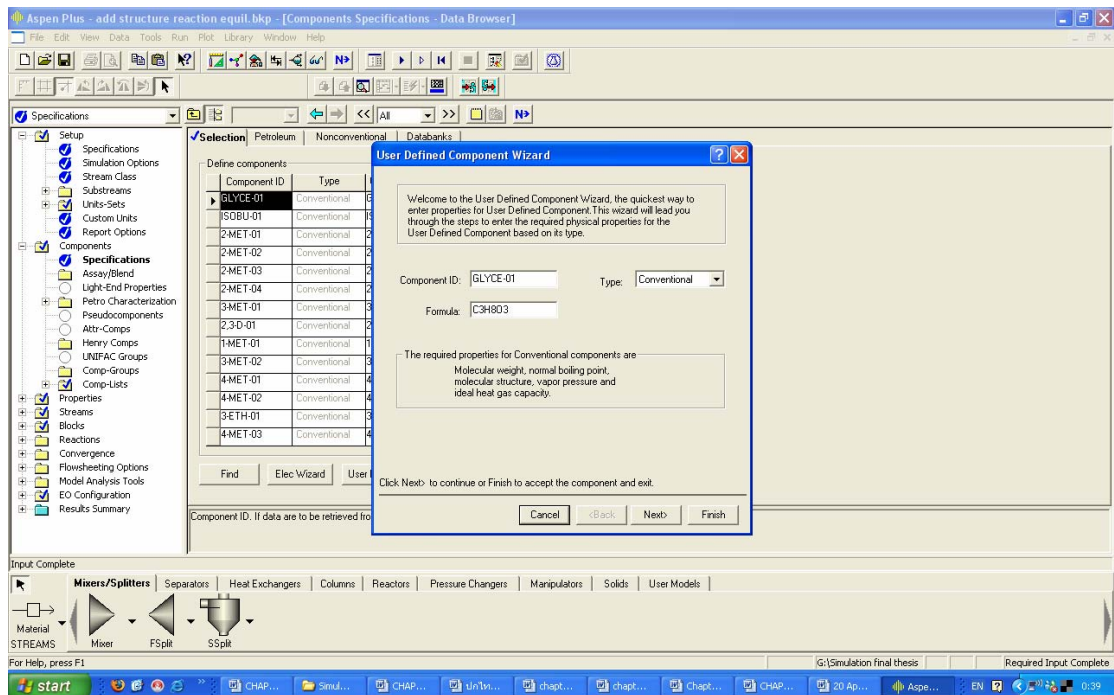 Aspen Plus - add structure reaction equil.bkp - [Components Specifications - Data Browser]
File Edit View Data Tools Run Plot Library Window Help
N>
Specifications
<< All >> N>
Setup
Specifications
Simulation Options
Stream Class
Substreams
Units-Sets
Custom Units
Report Options
Components
Specifications
Assay/Blend
Light-End Properties
Petro Characterization
Pseudocomponents
Attr-Comps
Henry Comps
UNIFAC Groups
Comp-Groups
Comp-Lists
Properties
Streams
Blocks
Reactions
Convergence
Flowsheeting Options
Model Analysis Tools
EO Configuration
Results Summary
Selection Petroleum Nonconventional Databanks
Define components
Component ID Type
GLYCE-01 Conventional
ISOBU-01 Conventional
2-MET-01 Conventional
2-MET-02 Conventional
2-MET-03 Conventional
2-MET-04 Conventional
3-MET-01 Conventional
2,3-D-01 Conventional
1-MET-01 Conventional
3-MET-02 Conventional
4-MET-01 Conventional
4-MET-02 Conventional
3-ETH-01 Conventional
4-MET-03 Conventional
Find Elec Wizard User
Component ID. If data are to be retrieved
User Defined Component Wizard
Welcome to the User Defined Component Wizard, the quickest way to
enter properties for User Defined Component.This wizard will lead you
through the steps to enter the required physical properties for the
User Defined Component based on its type.
Component ID: GLYCE-01 Type: Conventional
Formula: C3H8O3
The required properties for Conventional components are
Molecular weight, normal boiling point,
molecular structure, vapor pressure and
ideal heat gas capacity.
Click Next> to continue or Finish to accept the component and exit.
Cancel <Back Next> Finish
Input Complete
Mixers/Splitters Separators Heat Exchangers Columns Reactors Pressure Changers Manipulators Solids User Models
Material
STREAMS Mixer FSplit SSplit
For Help, press F1 G:\Simulation final thesis Required Input Complete
start CHAP... Simul... CHAP... chapt... chapt... Chapt... CHAP... 20 Ap... Aspe... EN 0:39